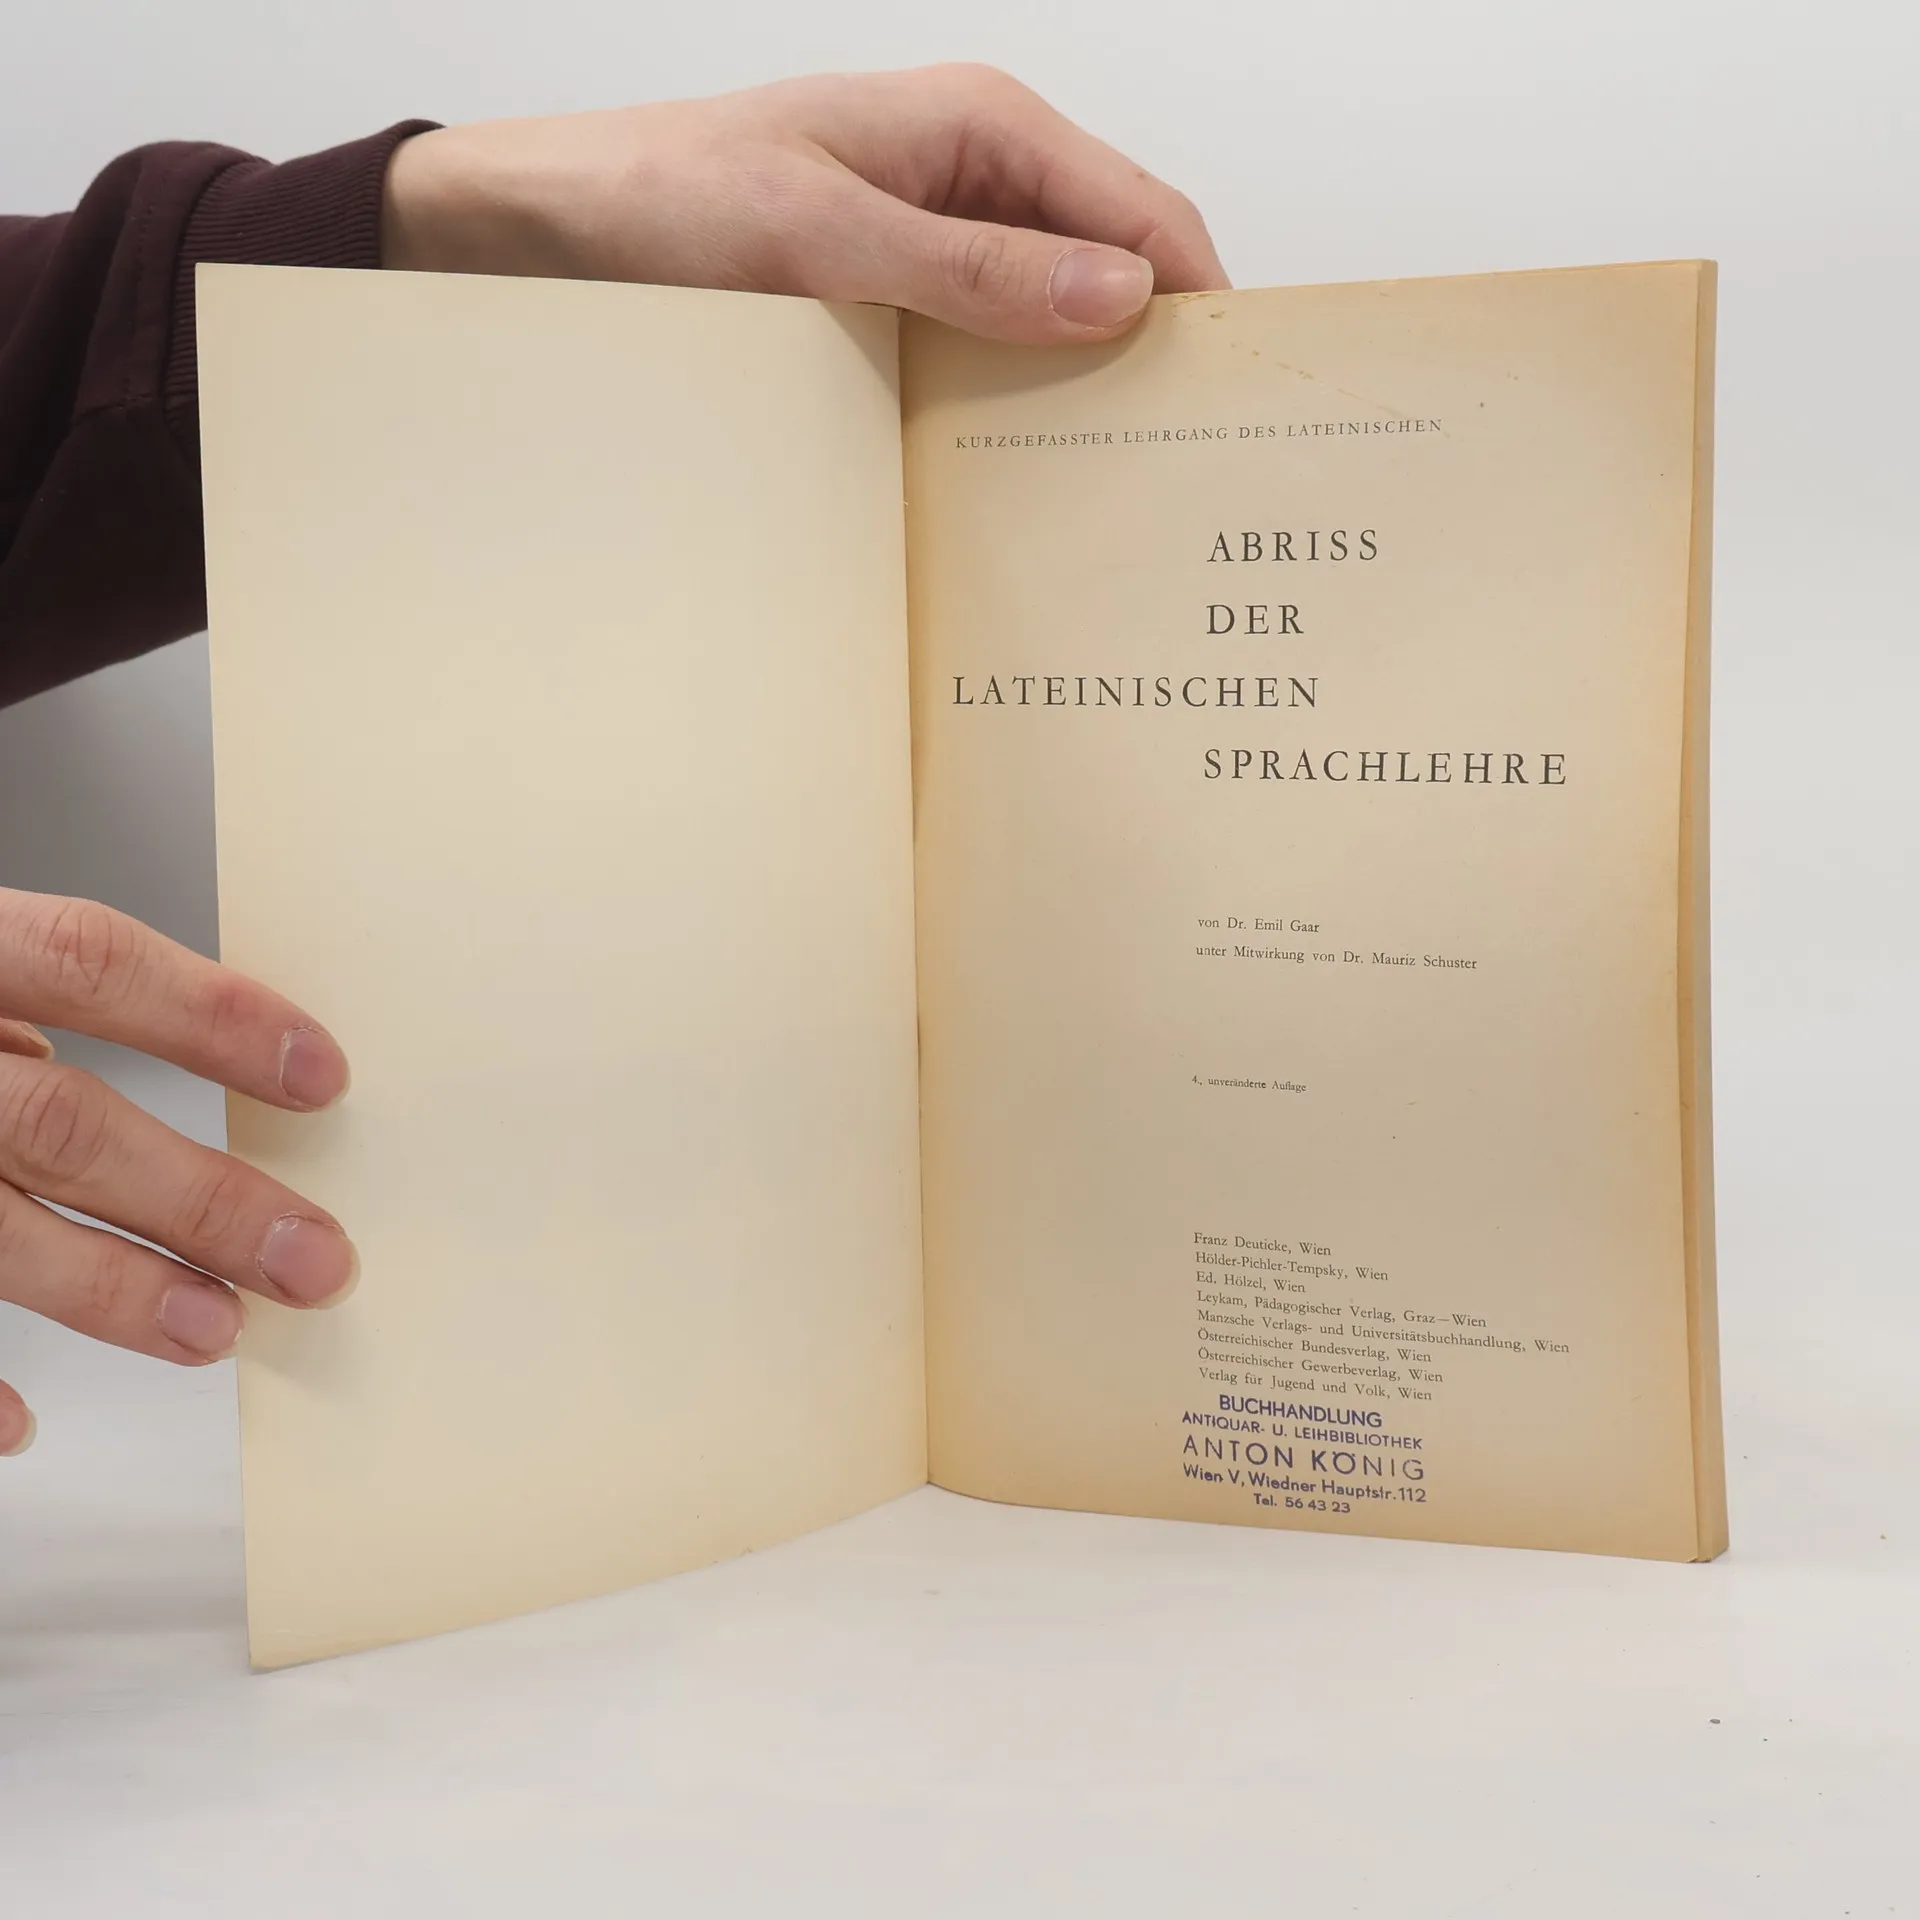 KURZGEFASSTER LEHRGANG DES LATEINISCHEN
ABRISS
DER
LATEINISCHEN
SPRACHLEHRE
von Dr. Emil Gaar
unter Mitwirkung von Dr. Mauriz Schuster
4., unveränderte Auflage
Franz Deuticke, Wien
Hölder-Pichler-Tempsky, Wien
Ed. Hölzel, Wien
Leykam, Pädagogischer Verlag, Graz—Wien
Manzsche Verlags- und Universitätsbuchhandlung, Wien
Österreichischer Bundesverlag, Wien
Österreichischer Gewerbeverlag, Wien
Verlag für Jugend und Volk, Wien
BUCHHANDLUNG
ANTIQUAR- U. LEIHBIBLIOTHEK
ANTON KÖNIG
Wien V, Wiedner Hauptstr. 112
Tel. 56 43 23